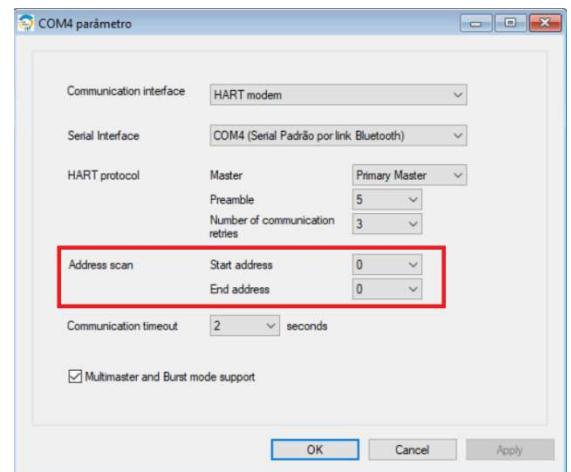 COM4 parámetro
Communication interface HART modem
Serial Interface COM4 (Serial Padrão por link Bluetooth)
HART protocol Master Primary Master
Preamble 5
Number of communication
retries 3
Address scan Start address 0
End address 0
Communication timeout 2 seconds
Multimaster and Burst mode support
OK Cancel Apply